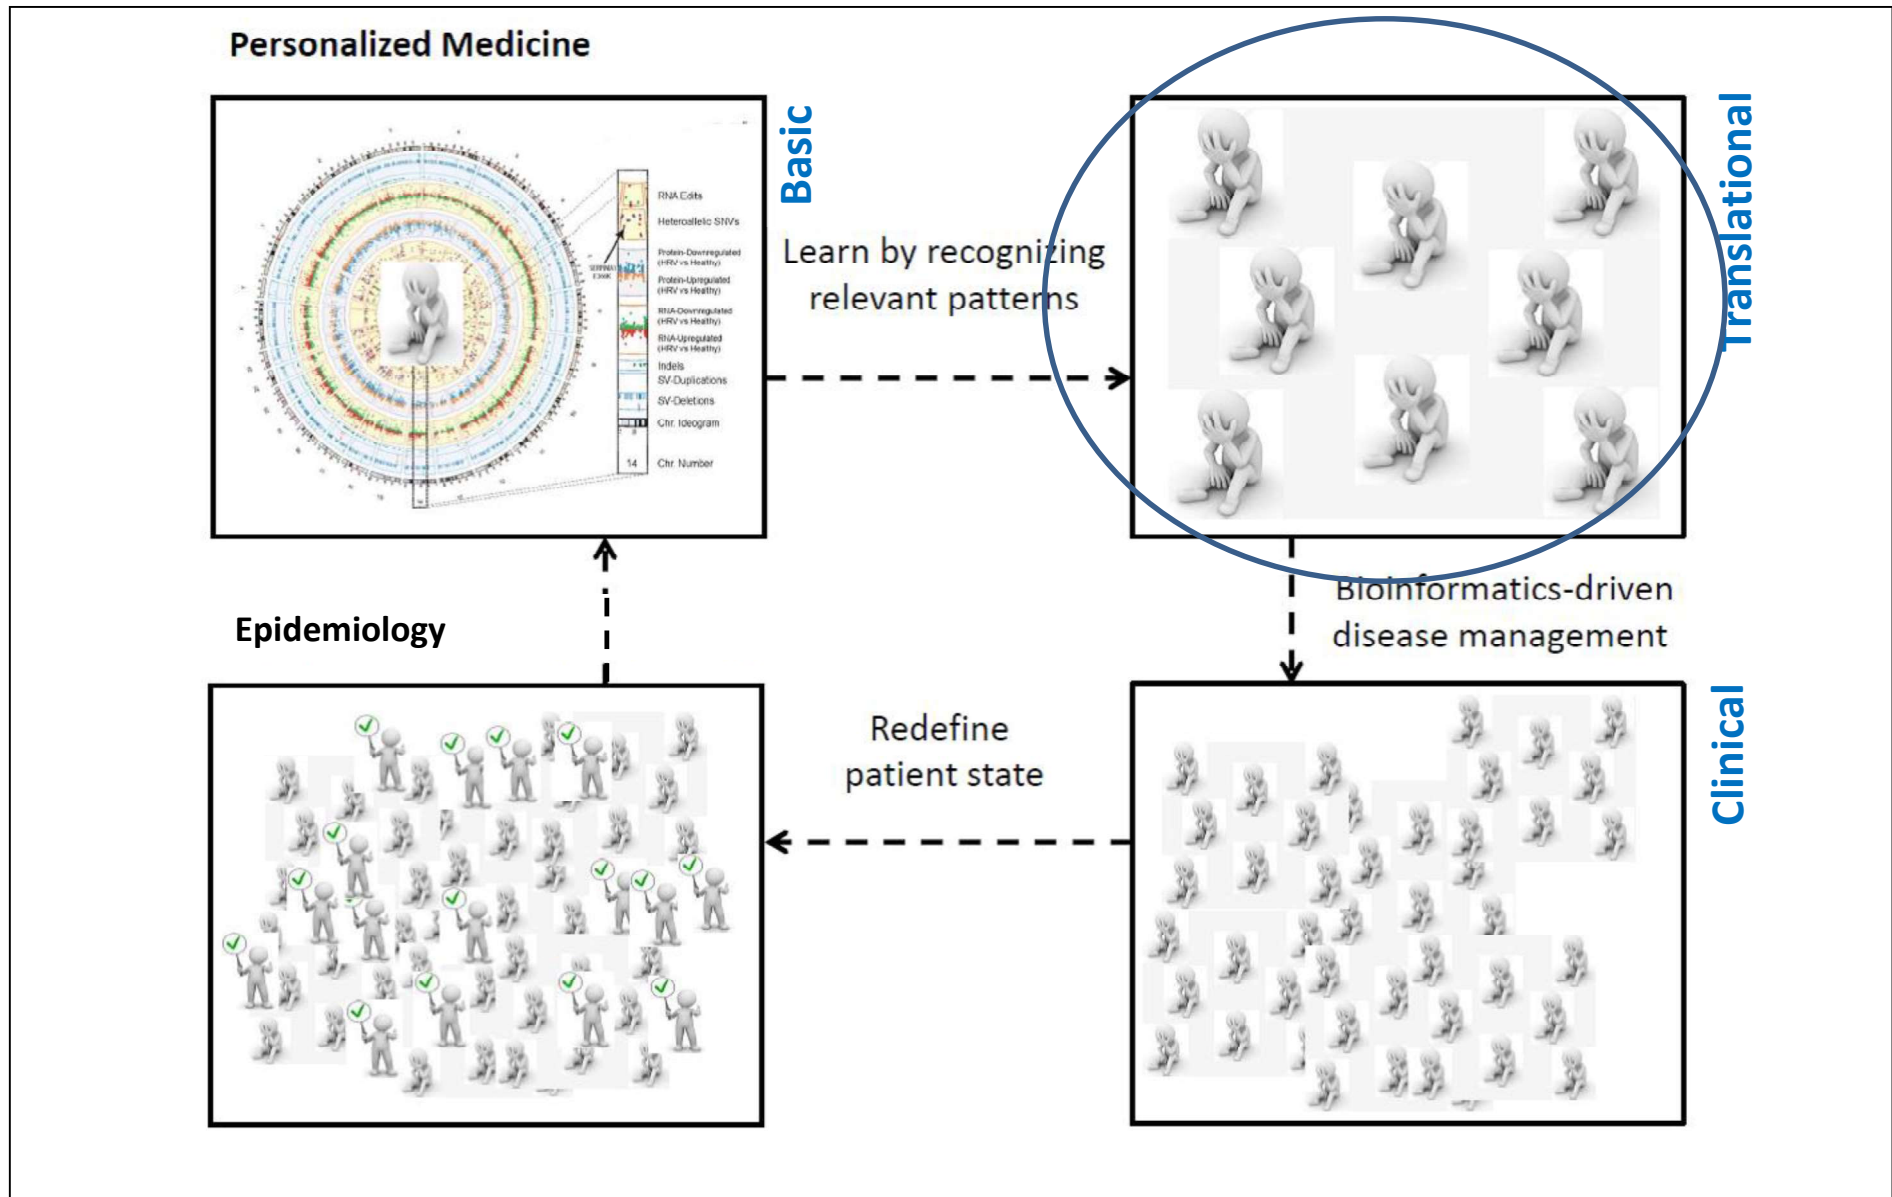 Personalized Medicine
Basic
RNA Edits
Heteroallelic SNVs
Protein-Downregulated
(HRV vs Healthy)
Protein-Upregulated
(HRV vs Healthy)
RNA-Downregulated
(HRV vs Healthy)
RNA-Upregulated
(HRV vs Healthy)
Indels
SV-Duplications
SV-Deletions
Chr. Ideogram
14 Chr. Number
Learn by recognizing
relevant patterns
Translational
Bioinformatics-driven
disease management
Clinical
Redefine
patient state
Epidemiology